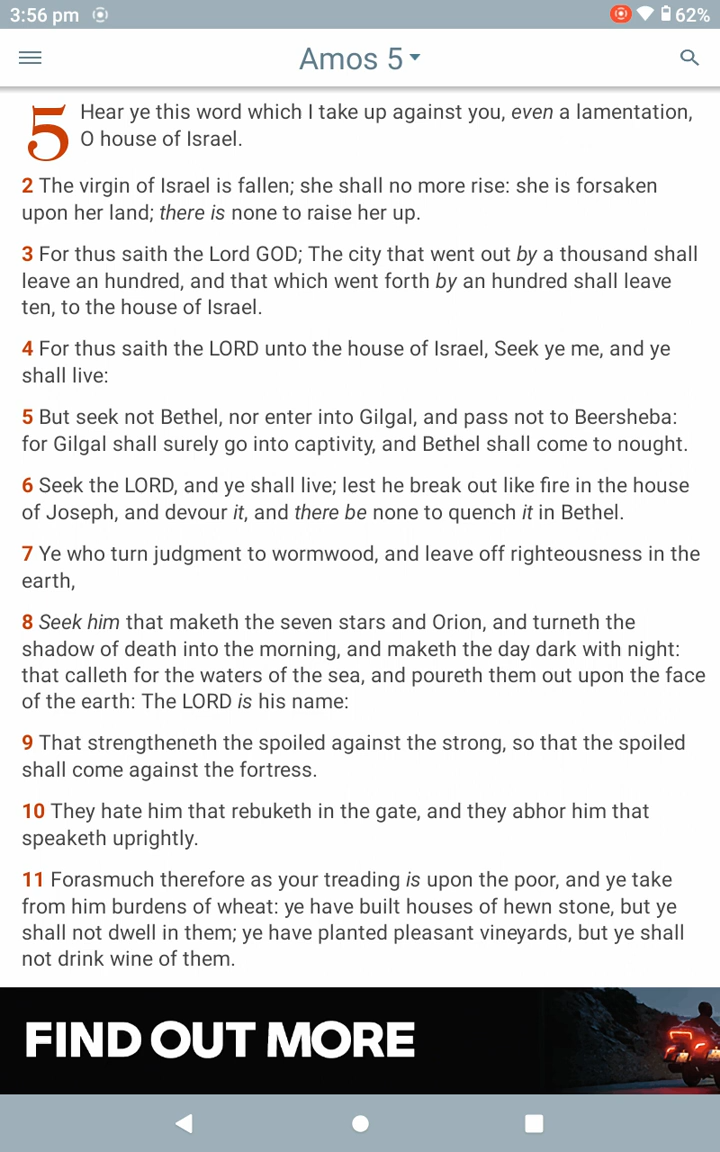 3:56 pm
62%
Amos 5
5 Hear ye this word which I take up against you, even a lamentation,
O house of Israel.
2 The virgin of Israel is fallen; she shall no more rise: she is forsaken
upon her land; there is none to raise her up.
3 For thus saith the Lord GOD; The city that went out by a thousand shall
leave an hundred, and that which went forth by an hundred shall leave
ten, to the house of Israel.
4 For thus saith the LORD unto the house of Israel, Seek ye me, and ye
shall live:
5 But seek not Bethel, nor enter into Gilgal, and pass not to Beersheba:
for Gilgal shall surely go into captivity, and Bethel shall come to nought.
6 Seek the LORD, and ye shall live; lest he break out like fire in the house
of Joseph, and devour it, and there be none to quench it in Bethel.
7 Ye who turn judgment to wormwood, and leave off righteousness in the
earth,
8 Seek him that maketh the seven stars and Orion, and turneth the
shadow of death into the morning, and maketh the day dark with night:
that calleth for the waters of the sea, and poureth them out upon the face
of the earth: The LORD is his name:
9 That strengtheneth the spoiled against the strong, so that the spoiled
shall come against the fortress.
10 They hate him that rebuketh in the gate, and they abhor him that
speaketh uprightly.
11 Forasmuch therefore as your treading is upon the poor, and ye take
from him burdens of wheat: ye have built houses of hewn stone, but ye
shall not dwell in them; ye have planted pleasant vineyards, but ye shall
not drink wine of them.
FIND OUT MORE